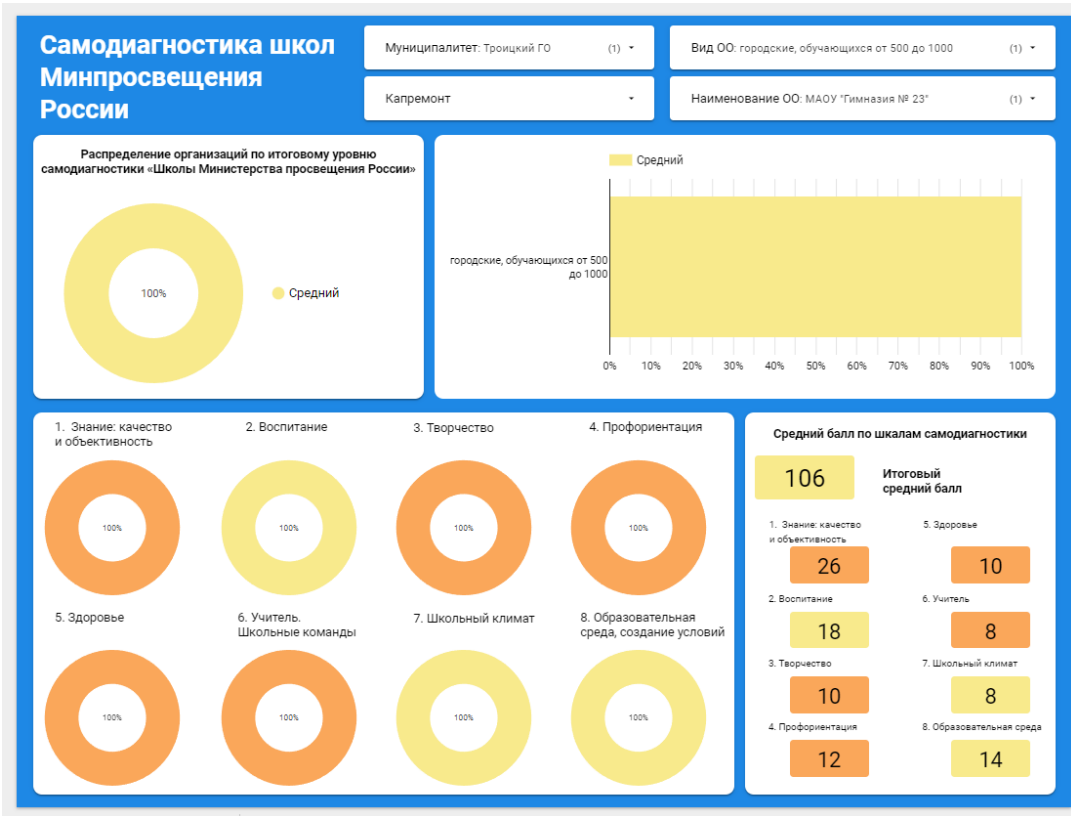 Самодиагностика школ
Минпросвещения
России
Муниципалитет: Троицкий ГО (1)
Вид ОО: городские, обучающихся от 500 до 1000 (1)
Капремонт
Наименование ОО: МАОУ "Гимназия № 23" (1)
Распределение организаций по итоговому уровню
самодиагностики «Школы Министерства просвещения России»
100%
Средний
Средний
городские, обучающихся от 500
до 1000
0% 10% 20% 30% 40% 50% 60% 70% 80% 90% 100%
1. Знание: качество
и объективность
100%
2. Воспитание
100%
3. Творчество
100%
4. Профориентация
100%
5. Здоровье
100%
6. Учитель.
Школьные команды
100%
7. Школьный климат
100%
8. Образовательная
среда, создание условий
100%
Средний балл по шкалам самодиагностики
106
Итоговый
средний балл
1. Знание: качество
и объективность
26
5. Здоровье
10
2. Воспитание
18
6. Учитель
8
3. Творчество
10
7. Школьный климат
8
4. Профориентация
12
8. Образовательная среда
14